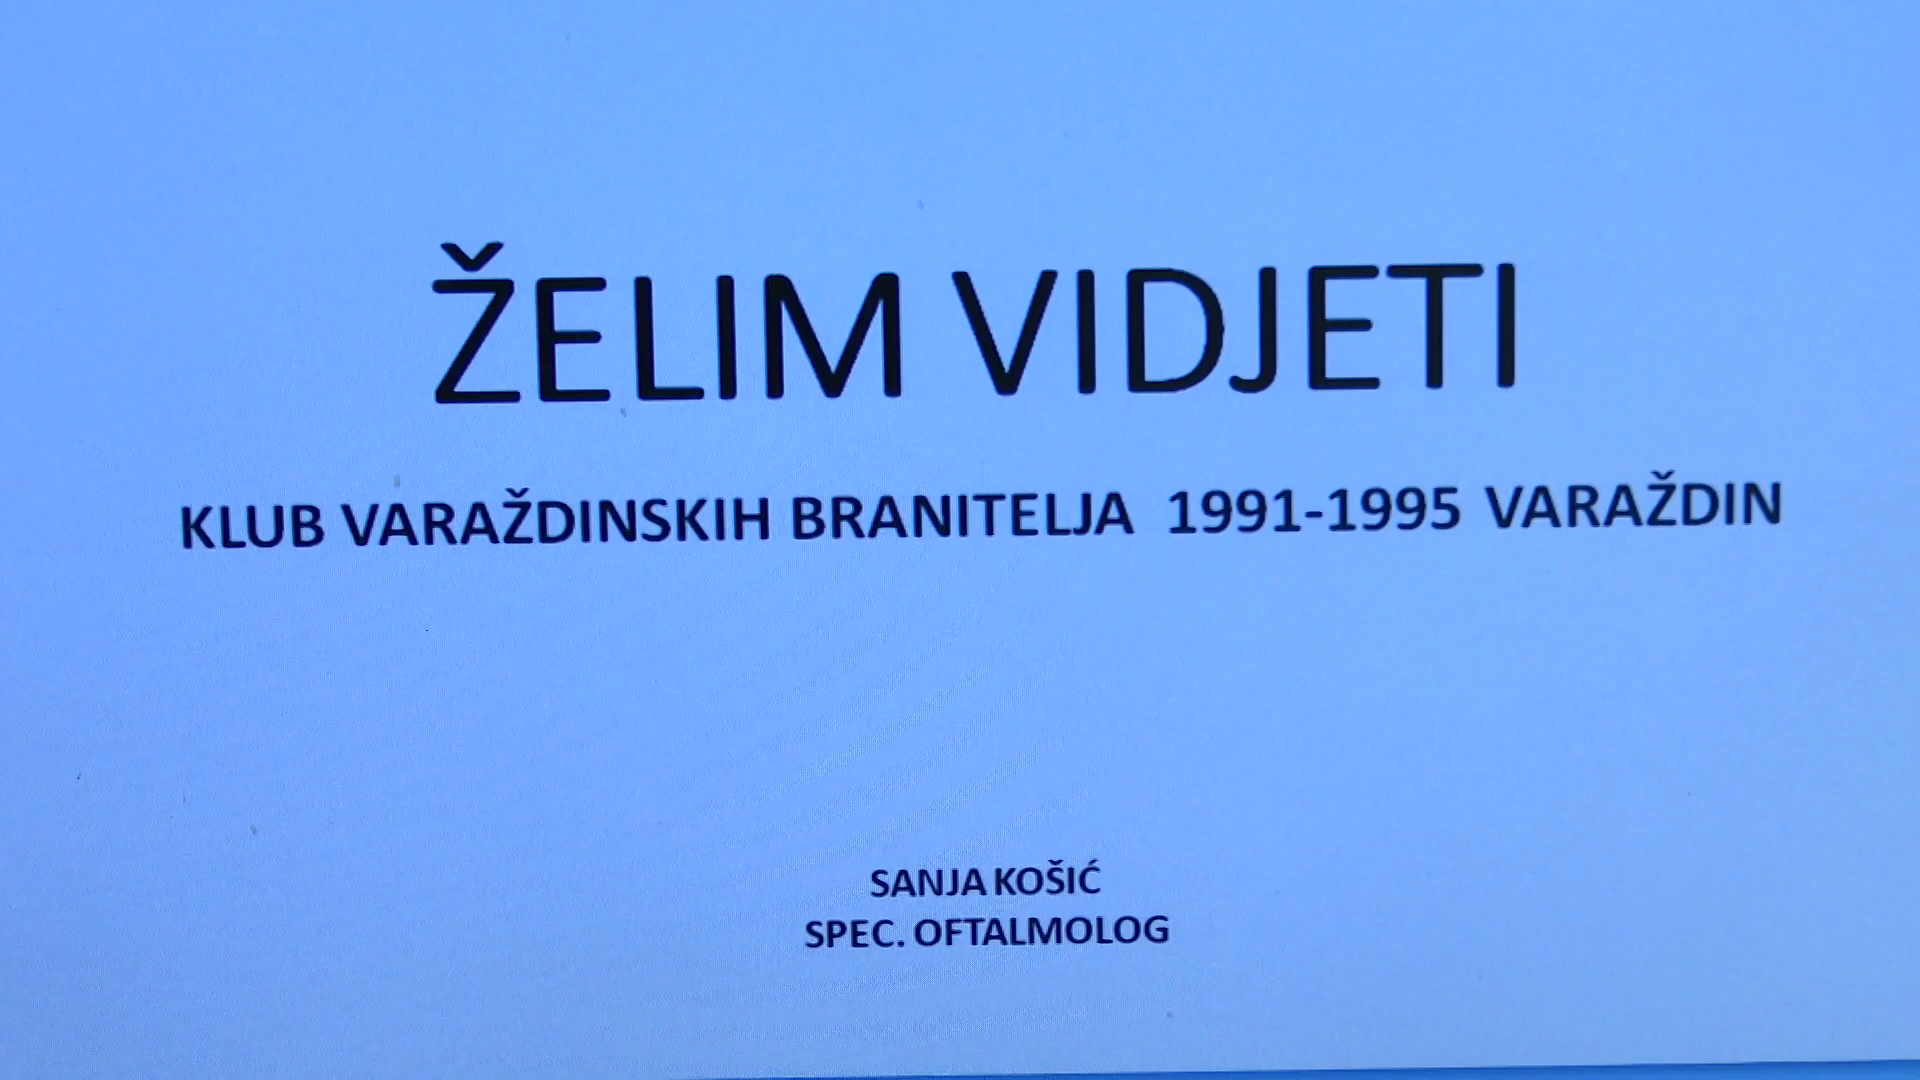 ŽELIM VIDJETI
KLUB VARAŽDINSKIH BRANITELJA 1991-1995 VARAŽDIN
SANJA KOŠIĆ
SPEC. OFTALMOLOG